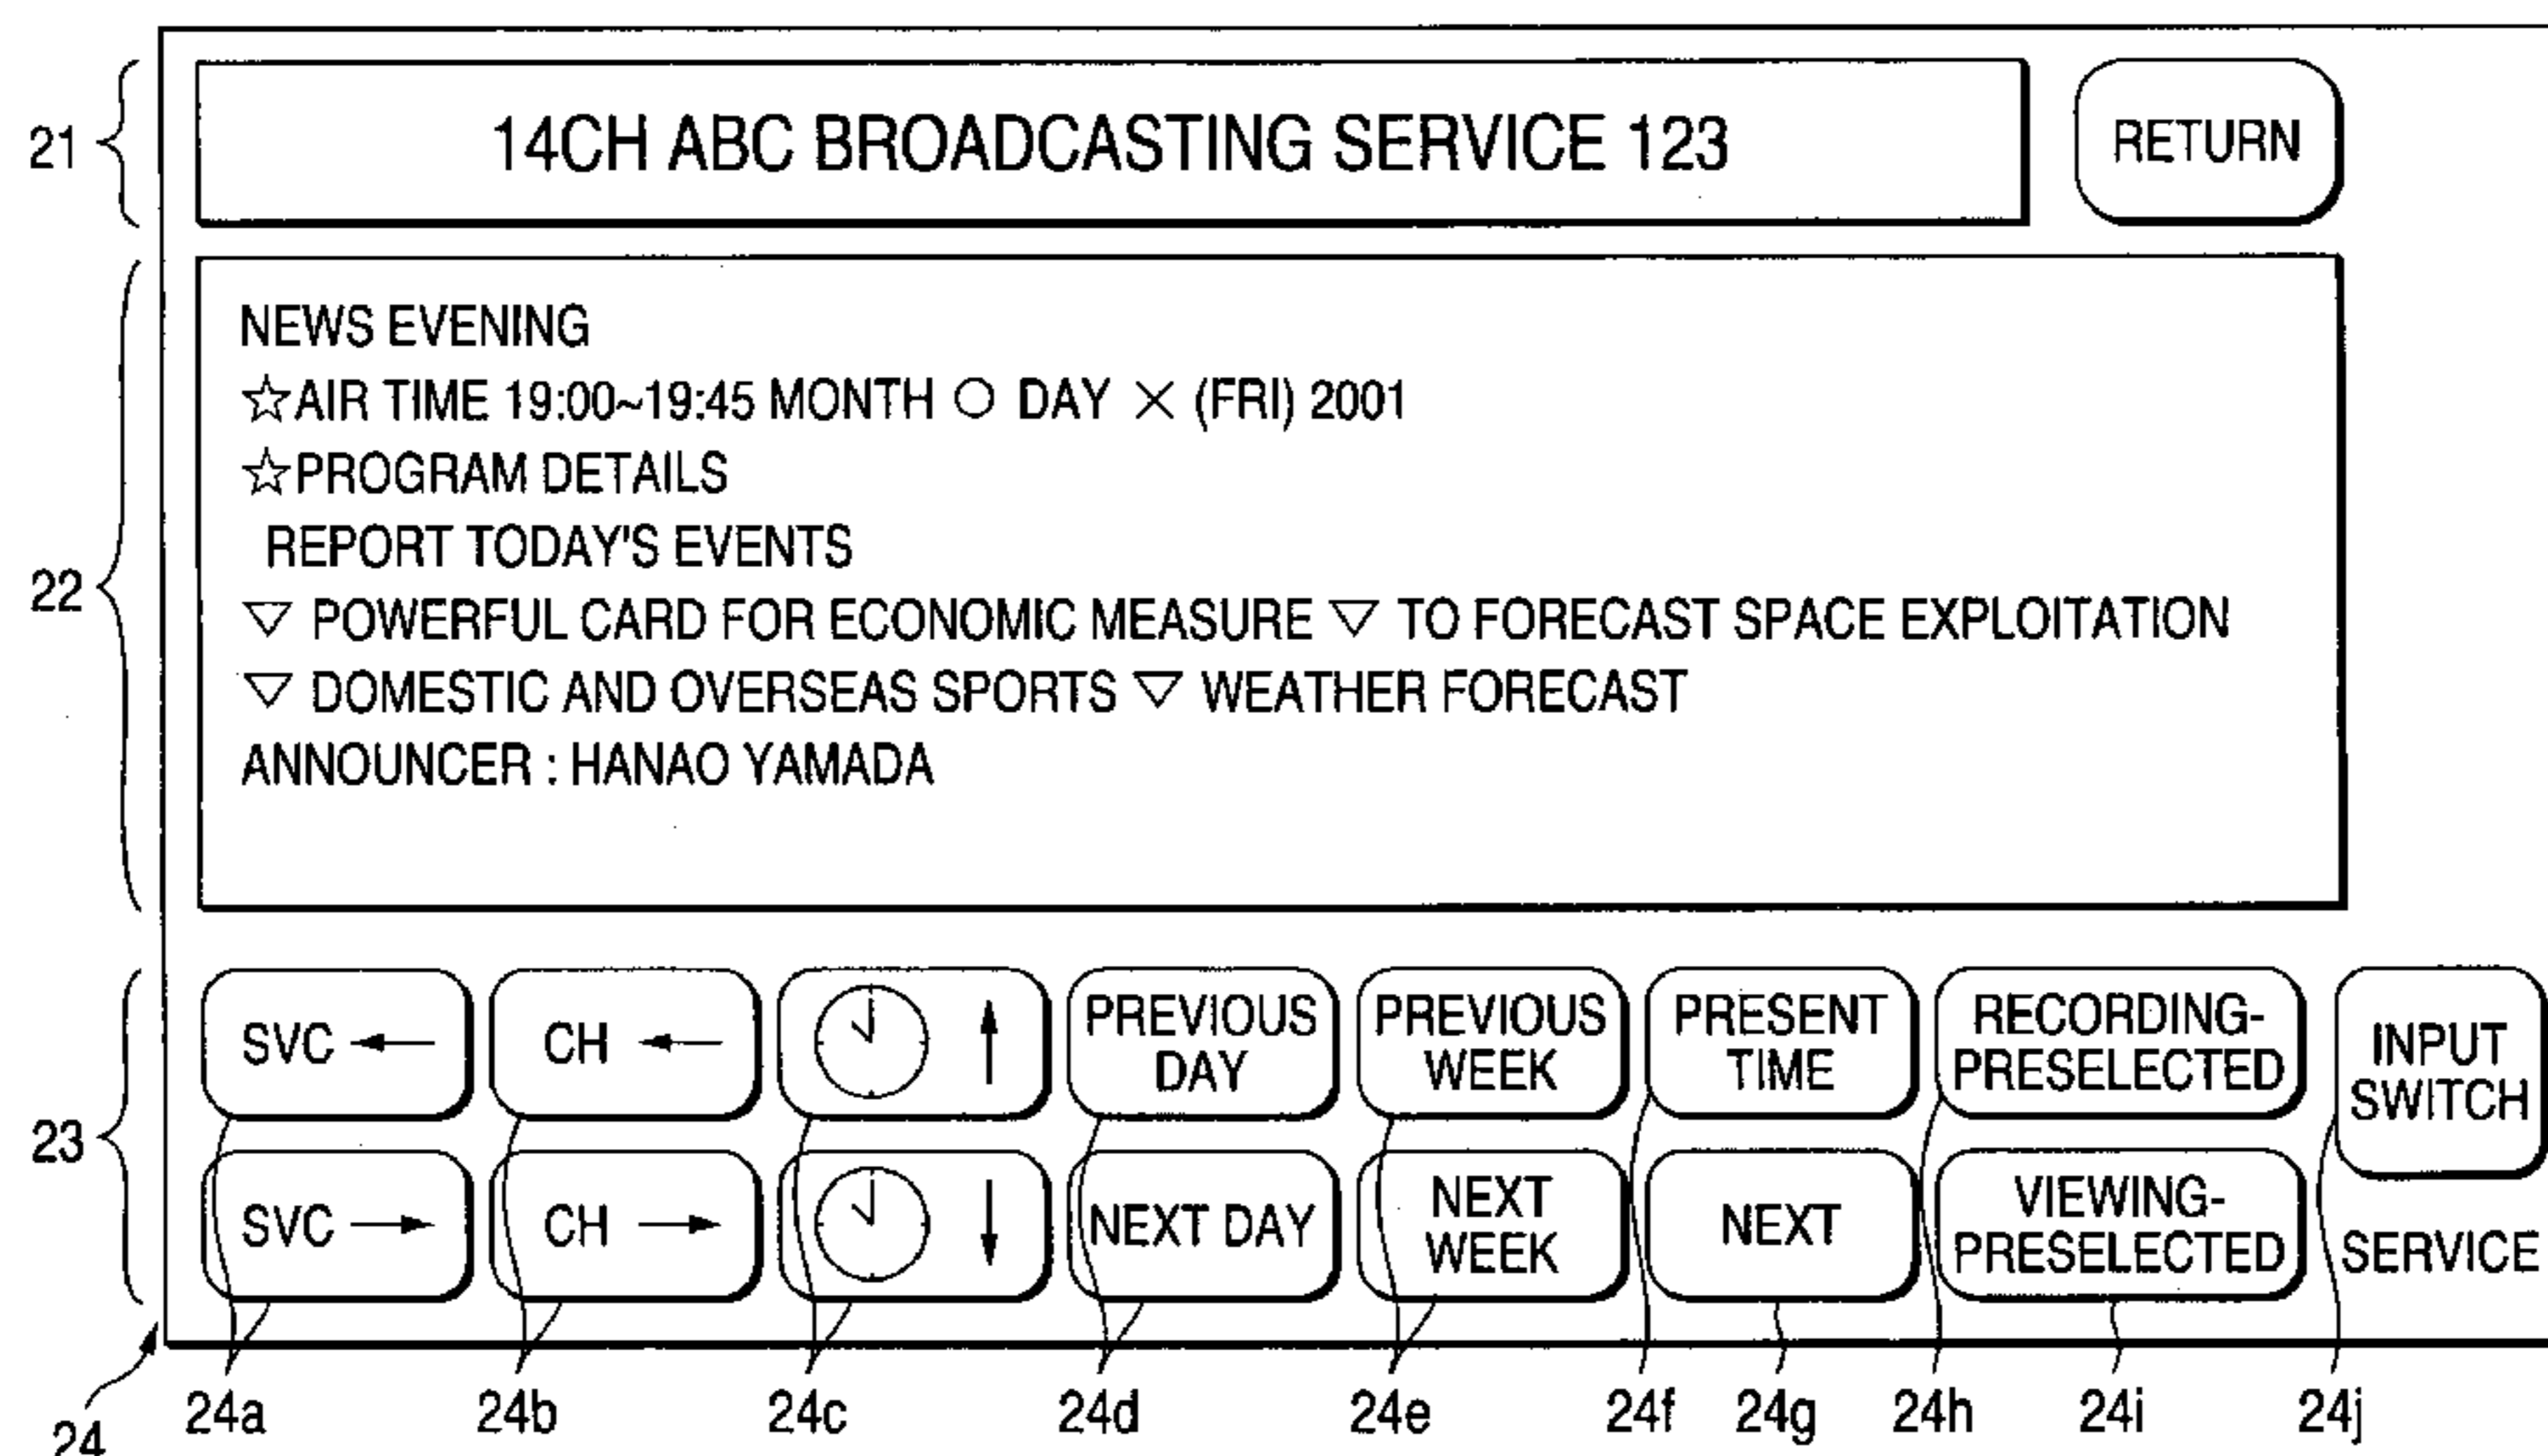 21
14CH ABC BROADCASTING SERVICE 123
RETURN
22
NEWS EVENING
☆AIR TIME 19:00~19:45 MONTH ○ DAY × (FRI) 2001
☆PROGRAM DETAILS
REPORT TODAY'S EVENTS
▽ POWERFUL CARD FOR ECONOMIC MEASURE ▽ TO FORECAST SPACE EXPLOITATION
▽ DOMESTIC AND OVERSEAS SPORTS ▽ WEATHER FORECAST
ANNOUNCER : HANAO YAMADA
23
SVC ←
CH ←
↑
PREVIOUS
DAY
PREVIOUS
WEEK
PRESENT
TIME
RECORDING-
PRESELECTED
INPUT
SWITCH
SVC →
CH →
↓
NEXT DAY
NEXT
WEEK
NEXT
VIEWING-
PRESELECTED
SERVICE
24
24a 24b 24c 24d 24e 24f 24g 24h 24i 24j